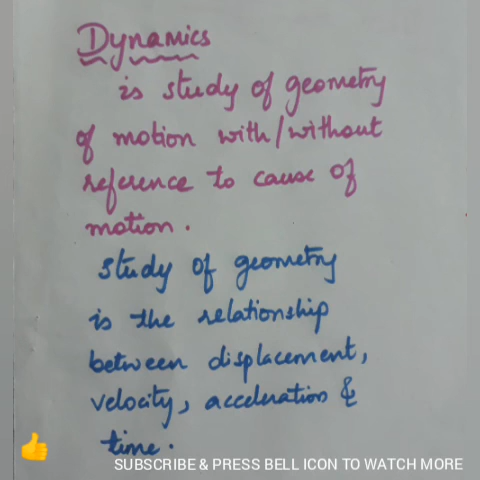 Dynamics
is study of geometry
of motion with/without
reference to cause of
motion.
study of geometry
is the relationship
between displacement,
velocity, acceleration &
time.
SUBSCRIBE & PRESS BELL ICON TO WATCH MORE